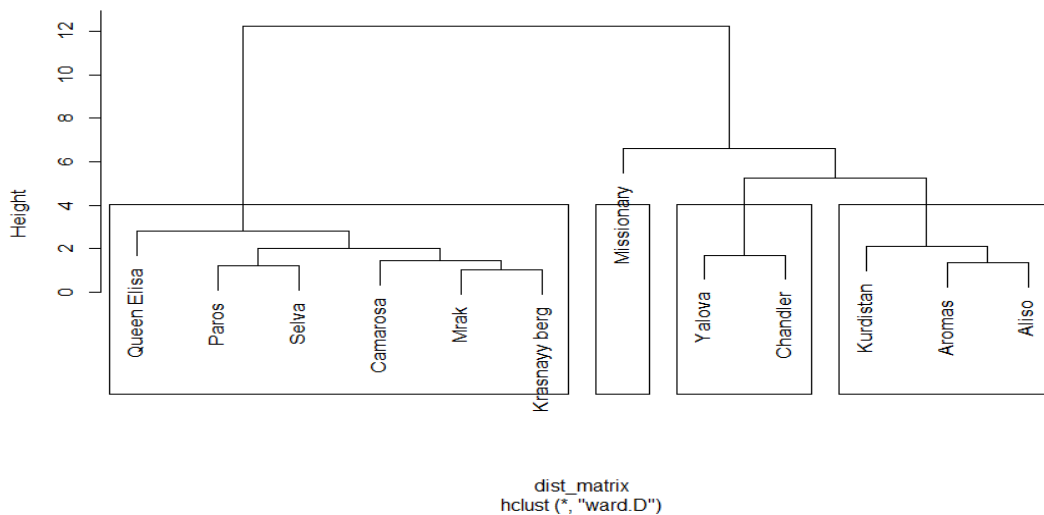 12
10
8
6
4
2
0
Height
Queen Elisa
Paros
Selva
Camarosa
Mrak
Krasnayy berg
Missionary
Yalova
Chandler
Kurdistan
Aromas
Aliso
dist_matrix
hclust (*, "ward.D")